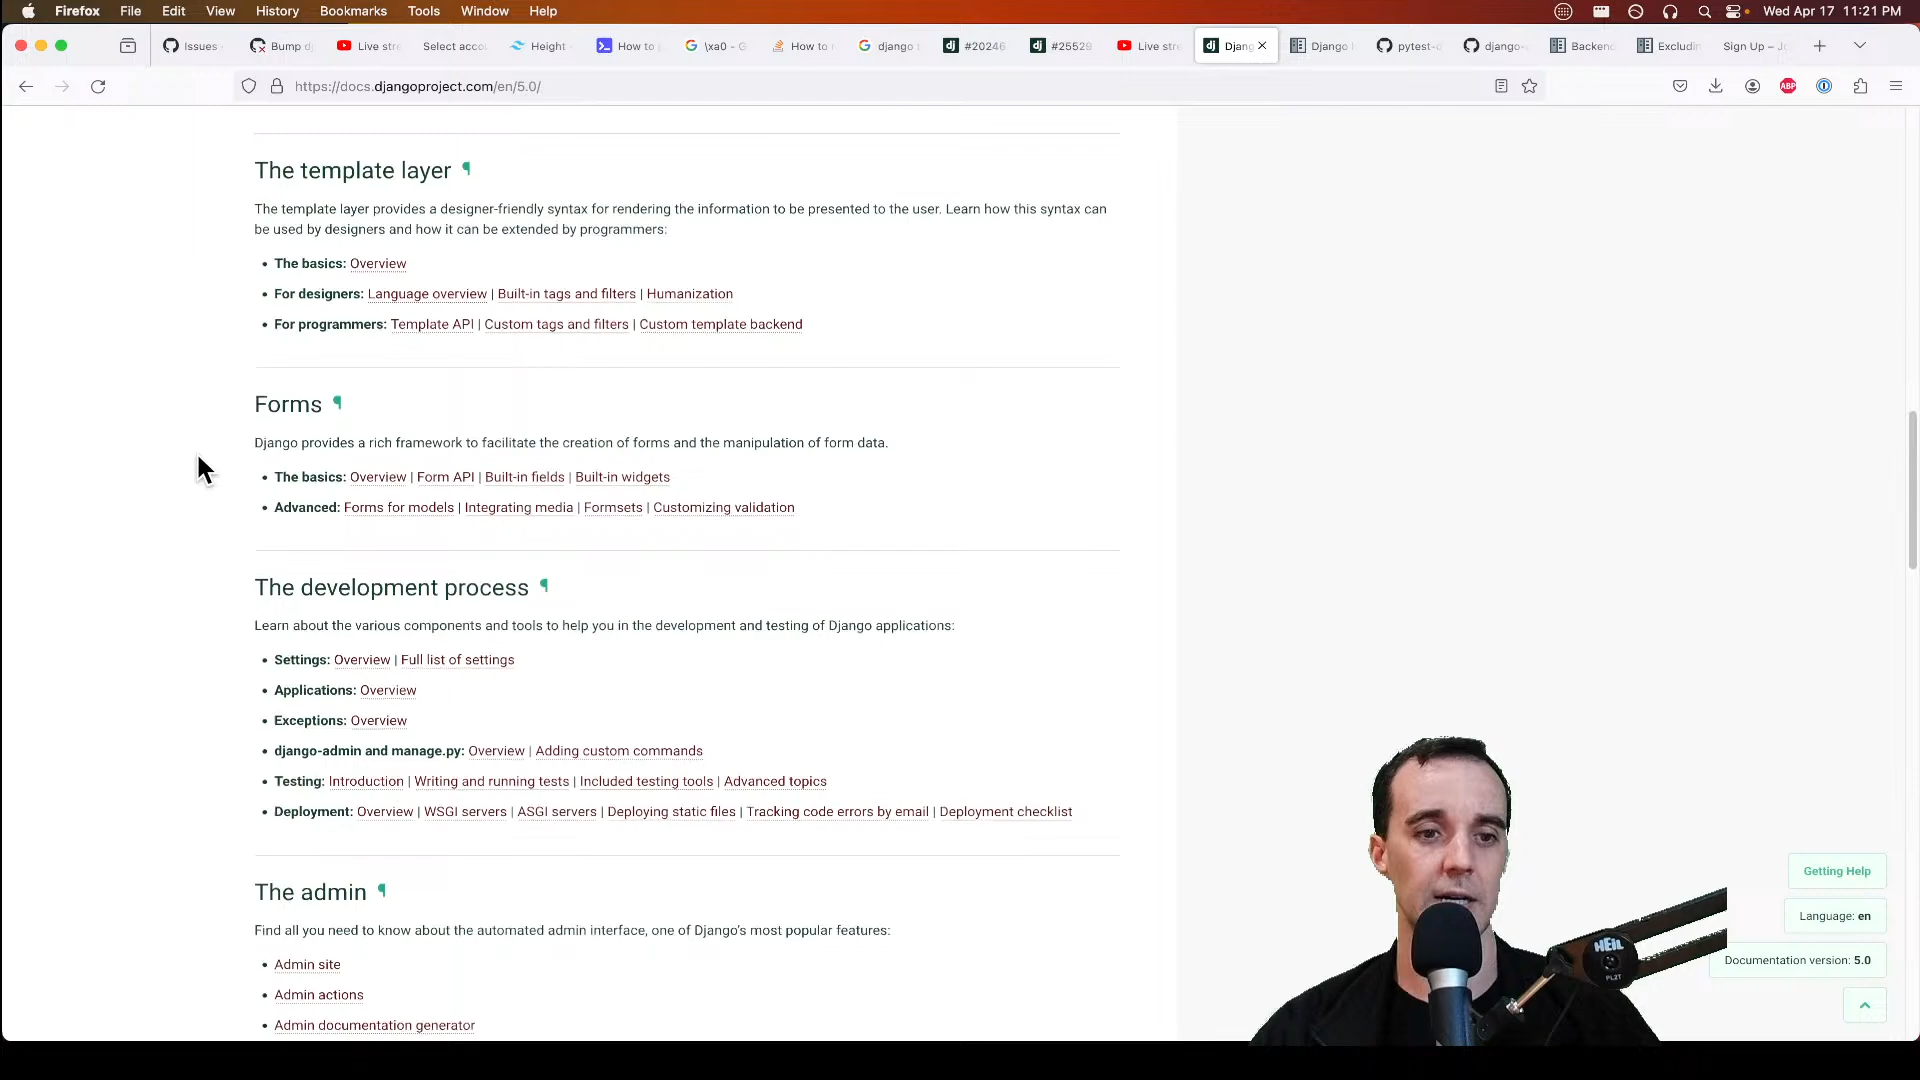 Firefox File Edit View History Bookmarks Tools Window Help Wed Apr 17 11:21 PM
Issues Bump dj Live stre Select accou Height How to \xa0 - G How to django #20246 #25529 Live stre Djang Django pytest-d django- Backend Excludin Sign Up – Jo
https://docs.djangoproject.com/en/5.0/ ABP
The template layer ¶
The template layer provides a designer-friendly syntax for rendering the information to be presented to the user. Learn how this syntax can
be used by designers and how it can be extended by programmers:
• The basics: Overview
• For designers: Language overview | Built-in tags and filters | Humanization
• For programmers: Template API | Custom tags and filters | Custom template backend
Forms ¶
Django provides a rich framework to facilitate the creation of forms and the manipulation of form data.
• The basics: Overview | Form API | Built-in fields | Built-in widgets
• Advanced: Forms for models | Integrating media | Formsets | Customizing validation
The development process ¶
Learn about the various components and tools to help you in the development and testing of Django applications:
• Settings: Overview | Full list of settings
• Applications: Overview
• Exceptions: Overview
• django-admin and manage.py: Overview | Adding custom commands
• Testing: Introduction | Writing and running tests | Included testing tools | Advanced topics
• Deployment: Overview | WSGI servers | ASGI servers | Deploying static files | Tracking code errors by email | Deployment checklist
The admin ¶
Find all you need to know about the automated admin interface, one of Django's most popular features:
• Admin site
• Admin actions
• Admin documentation generator
Getting Help
Language: en
Documentation version: 5.0
HEIL
PL2T